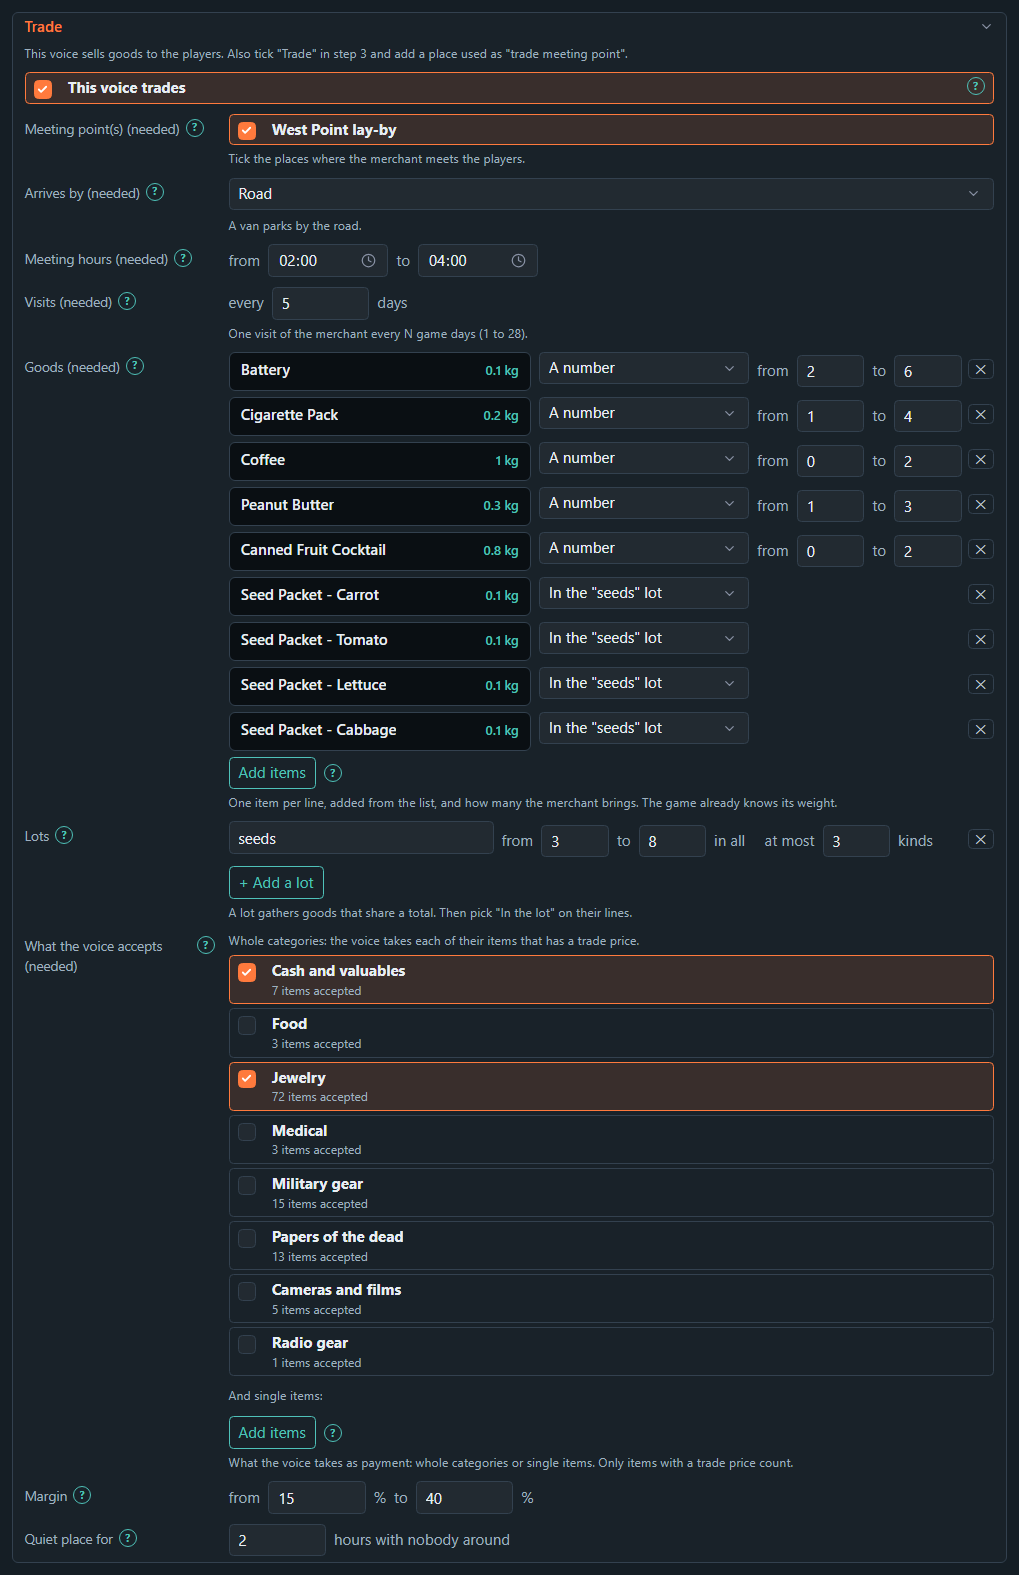 Trade
This voice sells goods to the players. Also tick "Trade" in step 3 and add a place used as "trade meeting point".
This voice trades ?
Meeting point(s) (needed) ? West Point lay-by
Tick the places where the merchant meets the players.
Arrives by (needed) ? Road
A van parks by the road.
Meeting hours (needed) ? from 02:00 to 04:00
Visits (needed) ? every 5 days
One visit of the merchant every N game days (1 to 28).
Goods (needed) ? Battery 0.1 kg A number from 2 to 6
Cigarette Pack 0.2 kg A number from 1 to 4
Coffee 1 kg A number from 0 to 2
Peanut Butter 0.3 kg A number from 1 to 3
Canned Fruit Cocktail 0.8 kg A number from 0 to 2
Seed Packet - Carrot 0.1 kg In the "seeds" lot
Seed Packet - Tomato 0.1 kg In the "seeds" lot
Seed Packet - Lettuce 0.1 kg In the "seeds" lot
Seed Packet - Cabbage 0.1 kg In the "seeds" lot
Add items ?
One item per line, added from the list, and how many the merchant brings. The game already knows its weight.
Lots ? seeds from 3 to 8 in all at most 3 kinds
+ Add a lot
A lot gathers goods that share a total. Then pick "In the lot" on their lines.
What the voice accepts (needed) ? Whole categories: the voice takes each of their items that has a trade price.
Cash and valuables
7 items accepted
Food
3 items accepted
Jewelry
72 items accepted
Medical
3 items accepted
Military gear
15 items accepted
Papers of the dead
13 items accepted
Cameras and films
5 items accepted
Radio gear
1 items accepted
And single items:
Add items ?
What the voice takes as payment: whole categories or single items. Only items with a trade price count.
Margin ? from 15 % to 40 %
Quiet place for ? 2 hours with nobody around